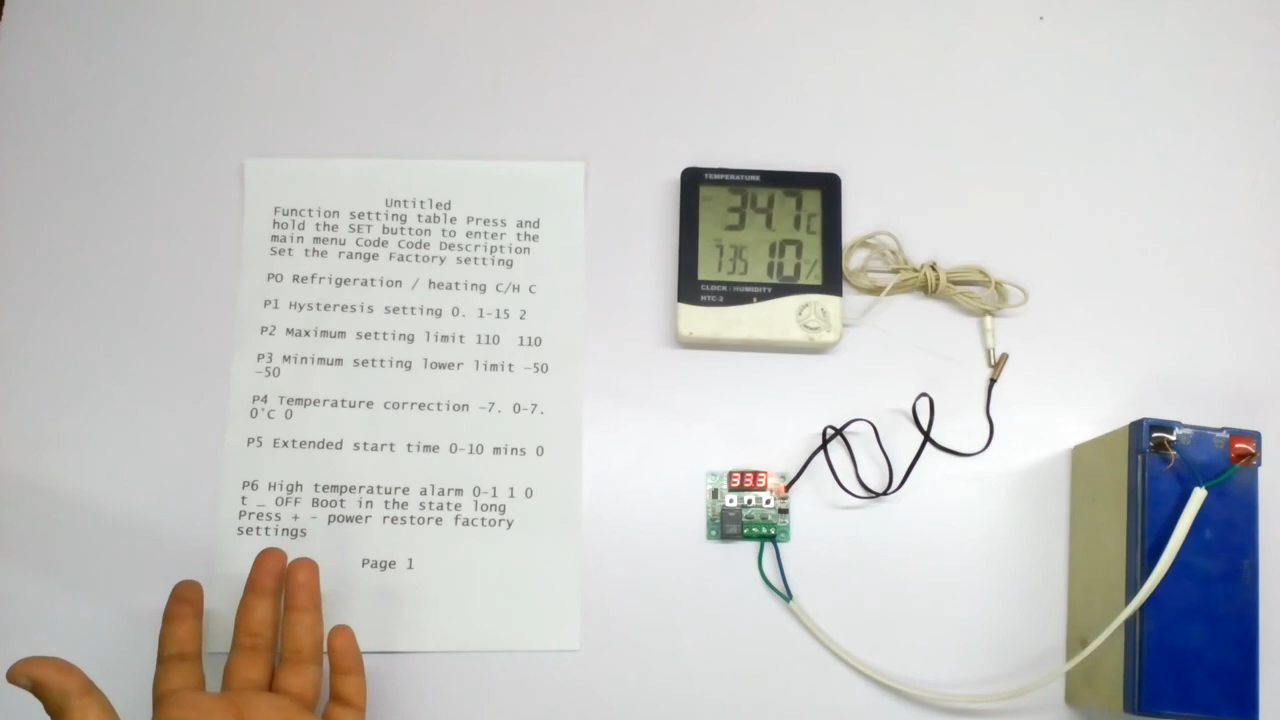 Untitled
Function setting table Press and
hold the SET button to enter the
main menu Code Code Description
Set the range Factory setting
PO Refrigeration / heating C/H C
P1 Hysteresis setting 0. 1-15 2
P2 Maximum setting limit 110 110
P3 Minimum setting lower limit -50
-50
P4 Temperature correction -7. 0-7.
0°C 0
P5 Extended start time 0-10 mins 0
P6 High temperature alarm 0-1 1 0
t _ OFF Boot in the state long
Press + - power restore factory
settings
Page 1
TEMPERATURE
34.7 C
7:35 10%
CLOCK / HUMIDITY
HTC-2
33.3